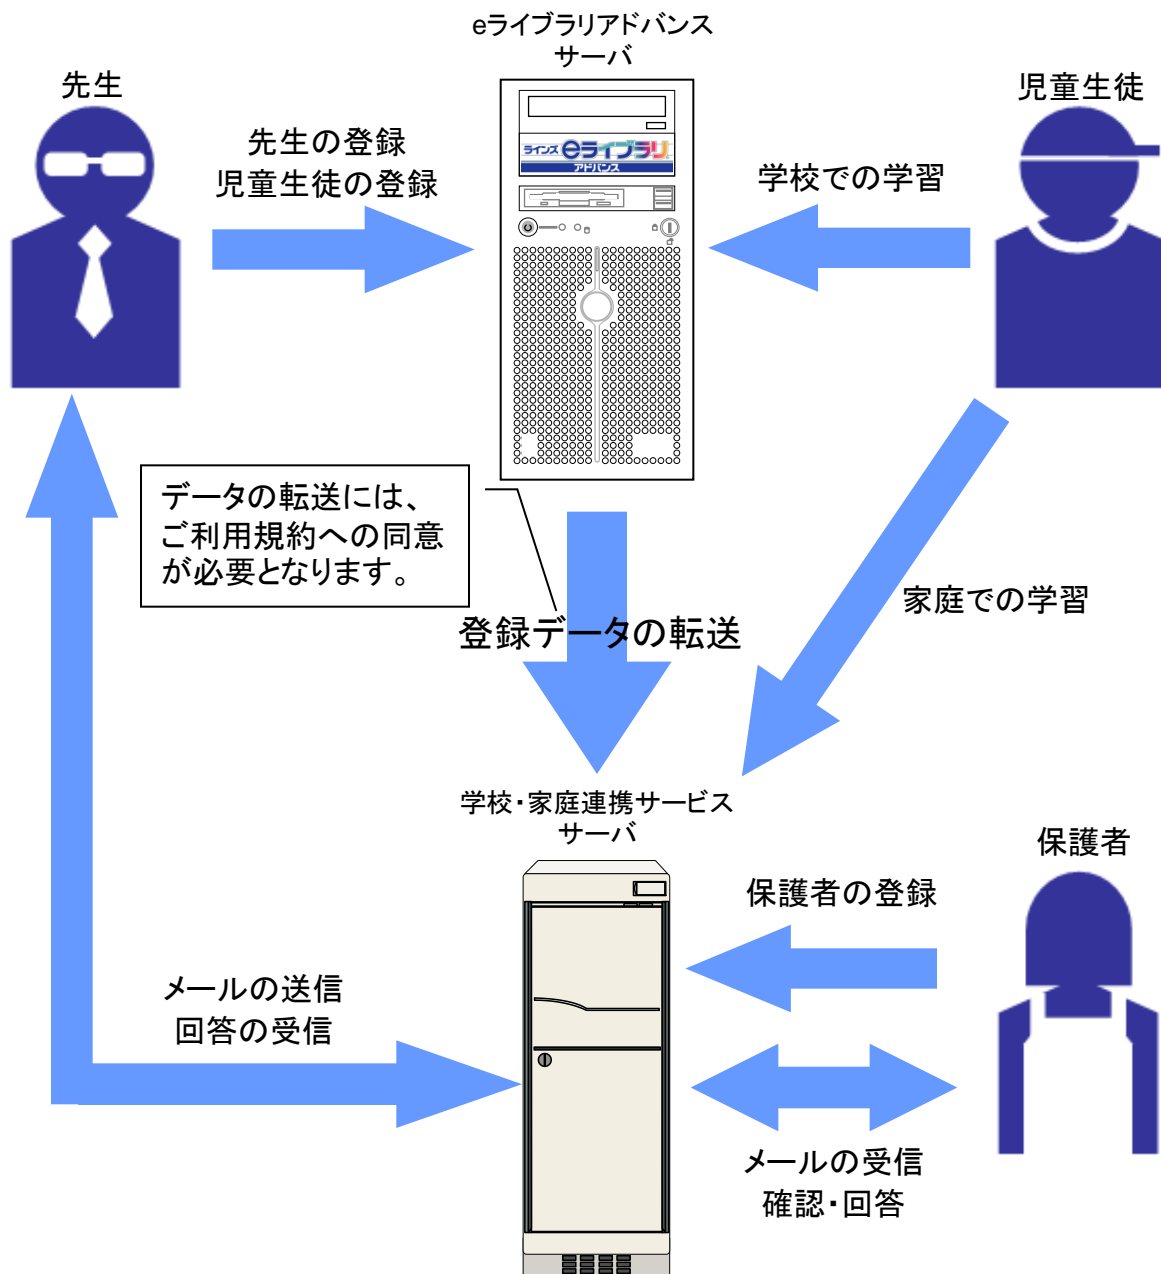 eライブラリアドバンス
サーバ
先生
児童生徒
先生の登録
児童生徒の登録
ラインズ eライブラリ
アドバンス
学校での学習
データの転送には、
ご利用規約への同意
が必要となります。
家庭での学習
登録データの転送
学校・家庭連携サービス
サーバ
保護者
保護者の登録
メールの送信
回答の受信
メールの受信
確認・回答